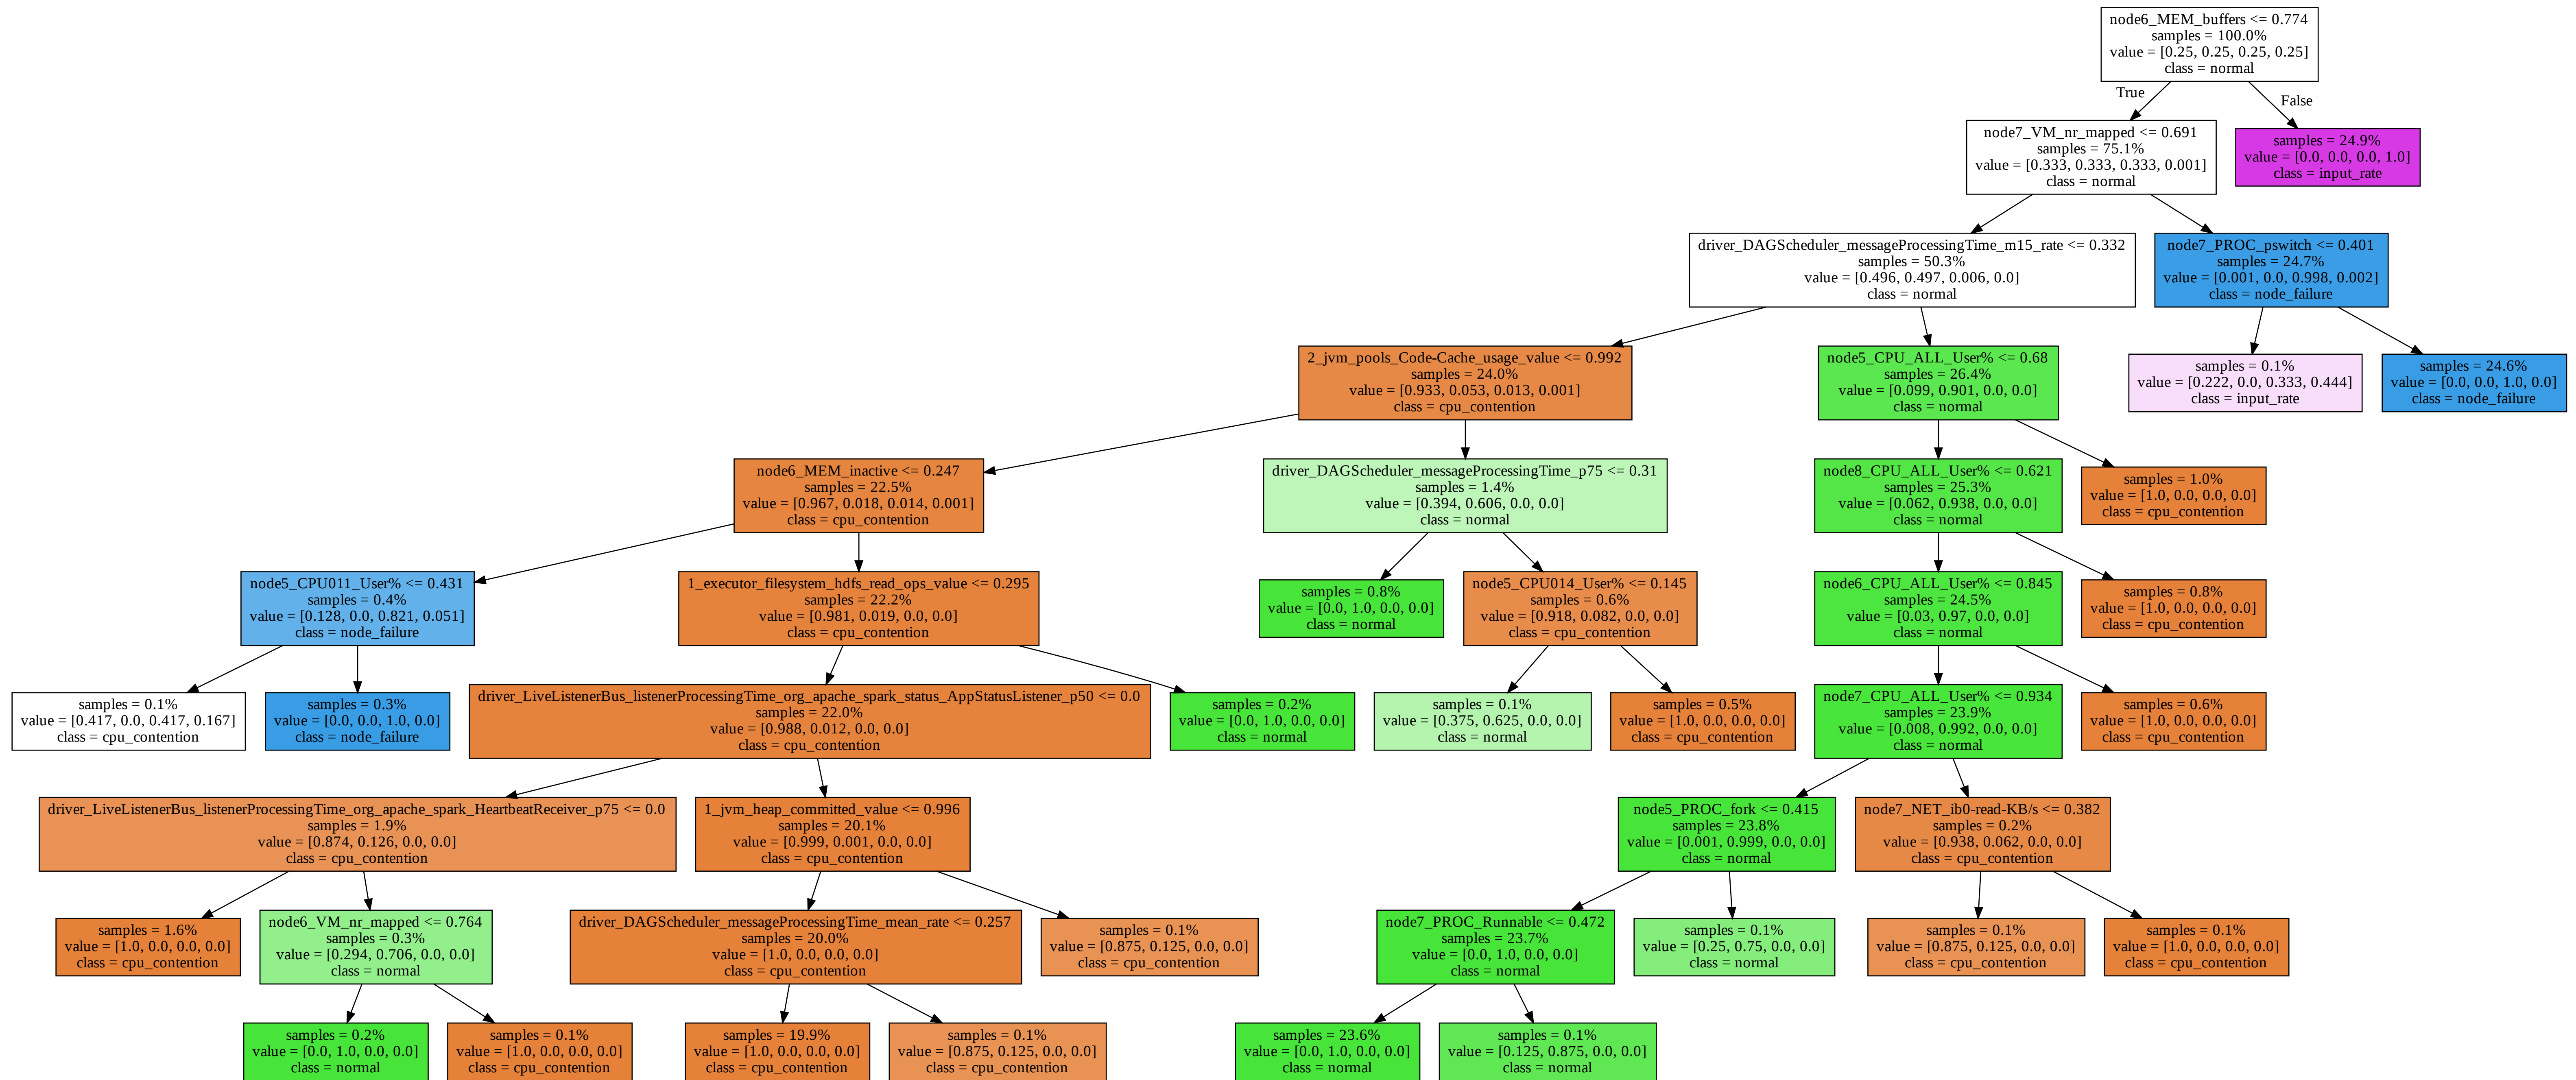 node6_MEM_buffers <= 0.774
samples = 100.0%
value = [0.25, 0.25, 0.25, 0.25]
class = normal
True
False
node7_VM_nr_mapped <= 0.691
samples = 75.1%
value = [0.333, 0.333, 0.333, 0.001]
class = normal
samples = 24.9%
value = [0.0, 0.0, 0.0, 1.0]
class = input_rate
driver_DAGScheduler_messageProcessingTime_m15_rate <= 0.332
samples = 50.3%
value = [0.496, 0.497, 0.006, 0.0]
class = normal
node7_PROC_pswitch <= 0.401
samples = 24.7%
value = [0.001, 0.0, 0.998, 0.002]
class = node_failure
2_jvm_pools_Code-Cache_usage_value <= 0.992
samples = 24.0%
value = [0.933, 0.053, 0.013, 0.001]
class = cpu_contention
node5_CPU_ALL_User% <= 0.68
samples = 26.4%
value = [0.099, 0.901, 0.0, 0.0]
class = normal
samples = 0.1%
value = [0.222, 0.0, 0.333, 0.444]
class = input_rate
samples = 24.6%
value = [0.0, 0.0, 1.0, 0.0]
class = node_failure
node6_MEM_inactive <= 0.247
samples = 22.5%
value = [0.967, 0.018, 0.014, 0.001]
class = cpu_contention
driver_DAGScheduler_messageProcessingTime_p75 <= 0.31
samples = 1.4%
value = [0.394, 0.606, 0.0, 0.0]
class = normal
node8_CPU_ALL_User% <= 0.621
samples = 25.3%
value = [0.062, 0.938, 0.0, 0.0]
class = normal
samples = 1.0%
value = [1.0, 0.0, 0.0, 0.0]
class = cpu_contention
node5_CPU011_User% <= 0.431
samples = 0.4%
value = [0.128, 0.0, 0.821, 0.051]
class = node_failure
1_executor_filesystem_hdfs_read_ops_value <= 0.295
samples = 22.2%
value = [0.981, 0.019, 0.0, 0.0]
class = cpu_contention
samples = 0.8%
value = [0.0, 1.0, 0.0, 0.0]
class = normal
node5_CPU014_User% <= 0.145
samples = 0.6%
value = [0.918, 0.082, 0.0, 0.0]
class = cpu_contention
node6_CPU_ALL_User% <= 0.845
samples = 24.5%
value = [0.03, 0.97, 0.0, 0.0]
class = normal
samples = 0.8%
value = [1.0, 0.0, 0.0, 0.0]
class = cpu_contention
samples = 0.1%
value = [0.417, 0.0, 0.417, 0.167]
class = cpu_contention
samples = 0.3%
value = [0.0, 0.0, 1.0, 0.0]
class = node_failure
driver_LiveListenerBus_listenerProcessingTime_org_apache_spark_status_AppStatusListener_p50 <= 0.0
samples = 22.0%
value = [0.988, 0.012, 0.0, 0.0]
class = cpu_contention
samples = 0.2%
value = [0.0, 1.0, 0.0, 0.0]
class = normal
samples = 0.1%
value = [0.375, 0.625, 0.0, 0.0]
class = normal
samples = 0.5%
value = [1.0, 0.0, 0.0, 0.0]
class = cpu_contention
node7_CPU_ALL_User% <= 0.934
samples = 23.9%
value = [0.008, 0.992, 0.0, 0.0]
class = normal
samples = 0.6%
value = [1.0, 0.0, 0.0, 0.0]
class = cpu_contention
driver_LiveListenerBus_listenerProcessingTime_org_apache_spark_HeartbeatReceiver_p75 <= 0.0
samples = 1.9%
value = [0.874, 0.126, 0.0, 0.0]
class = cpu_contention
1_jvm_heap_committed_value <= 0.996
samples = 20.1%
value = [0.999, 0.001, 0.0, 0.0]
class = cpu_contention
node5_PROC_fork <= 0.415
samples = 23.8%
value = [0.001, 0.999, 0.0, 0.0]
class = normal
node7_NET_ib0-read-KB/s <= 0.382
samples = 0.2%
value = [0.938, 0.062, 0.0, 0.0]
class = cpu_contention
samples = 1.6%
value = [1.0, 0.0, 0.0, 0.0]
class = cpu_contention
node6_VM_nr_mapped <= 0.764
samples = 0.3%
value = [0.294, 0.706, 0.0, 0.0]
class = normal
driver_DAGScheduler_messageProcessingTime_mean_rate <= 0.257
samples = 20.0%
value = [1.0, 0.0, 0.0, 0.0]
class = cpu_contention
samples = 0.1%
value = [0.875, 0.125, 0.0, 0.0]
class = cpu_contention
node7_PROC_Runnable <= 0.472
samples = 23.7%
value = [0.0, 1.0, 0.0, 0.0]
class = normal
samples = 0.1%
value = [0.25, 0.75, 0.0, 0.0]
class = normal
samples = 0.1%
value = [0.875, 0.125, 0.0, 0.0]
class = cpu_contention
samples = 0.1%
value = [1.0, 0.0, 0.0, 0.0]
class = cpu_contention
samples = 0.2%
value = [0.0, 1.0, 0.0, 0.0]
class = normal
samples = 0.1%
value = [1.0, 0.0, 0.0, 0.0]
class = cpu_contention
samples = 19.9%
value = [1.0, 0.0, 0.0, 0.0]
class = cpu_contention
samples = 0.1%
value = [0.875, 0.125, 0.0, 0.0]
class = cpu_contention
samples = 23.6%
value = [0.0, 1.0, 0.0, 0.0]
class = normal
samples = 0.1%
value = [0.125, 0.875, 0.0, 0.0]
class = normal